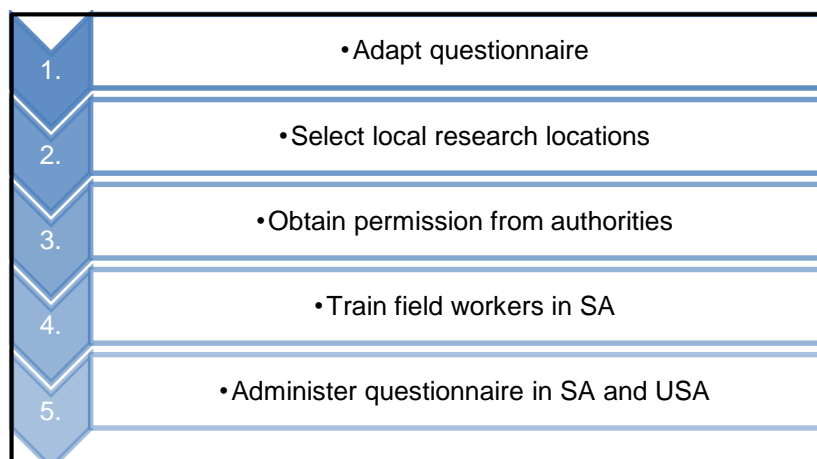 1. •Adapt questionnaire
2. •Select local research locations
3. •Obtain permission from authorities
4. •Train field workers in SA
5. •Administer questionnaire in SA and USA